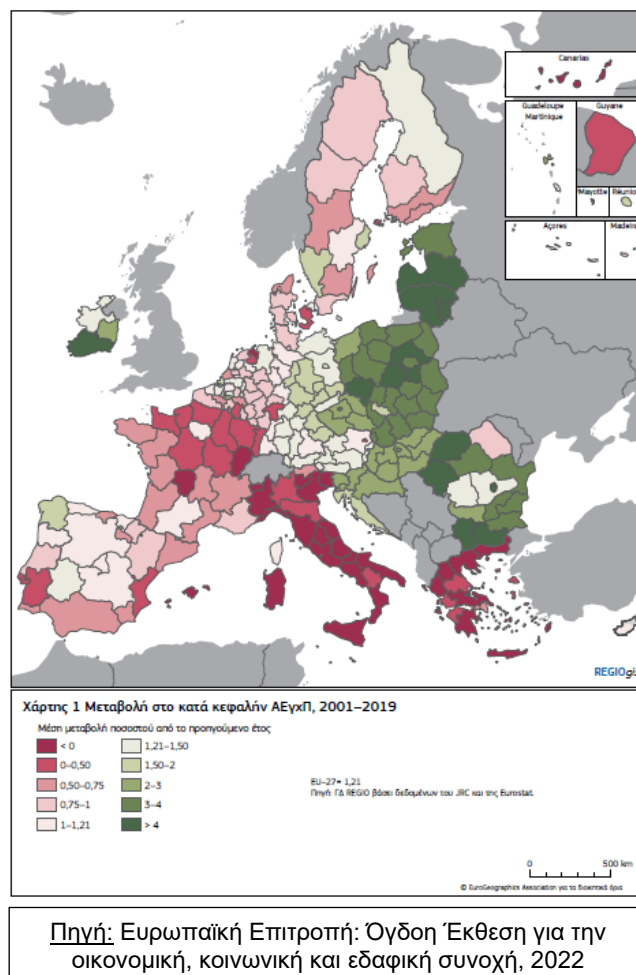 Canarias
Guadeloupe
Martinique
Guyane
Mayotte
Réunion
Açores
Madeira
REGIOgis
Χάρτης 1 Μεταβολή στο κατά κεφαλήν ΑΕγχΠ, 2001–2019
Μέση μεταβολή ποσοστού από το προηγούμενο έτος
< 0
0–0,50
0,50–0,75
0,75–1
1–1,21
1,21–1,50
1,50–2
2–3
3–4
> 4
EU–27= 1,21
Πηγή: ΓΔ REGIO βάσει δεδομένων του JRC και της Eurostat.
0 500 km
© EuroGeographics Association για τα διοικητικά όρια
Πηγή: Ευρωπαϊκή Επιτροπή: Όγδοη Έκθεση για την
οικονομική, κοινωνική και εδαφική συνοχή, 2022